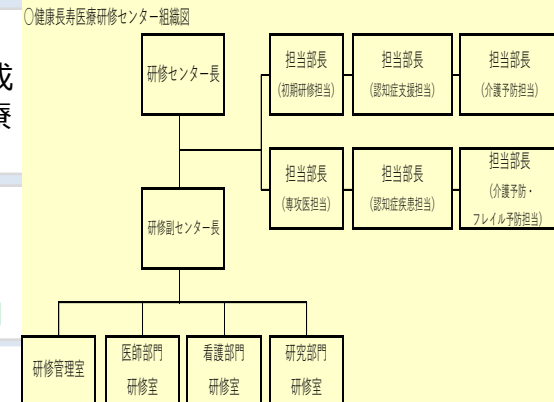 〇健康長寿医療研修センター組織図
成
療
研修センター長
担当部長
(初期研修担当)
担当部長
(認知症支援担当)
担当部長
(介護予防担当)
担当部長
(専攻医担当)
担当部長
(認知症疾患担当)
担当部長
(介護予防・
フレイル予防担当)
研修副センター長
研修管理室
医師部門
研修室
看護部門
研修室
研究部門
研修室